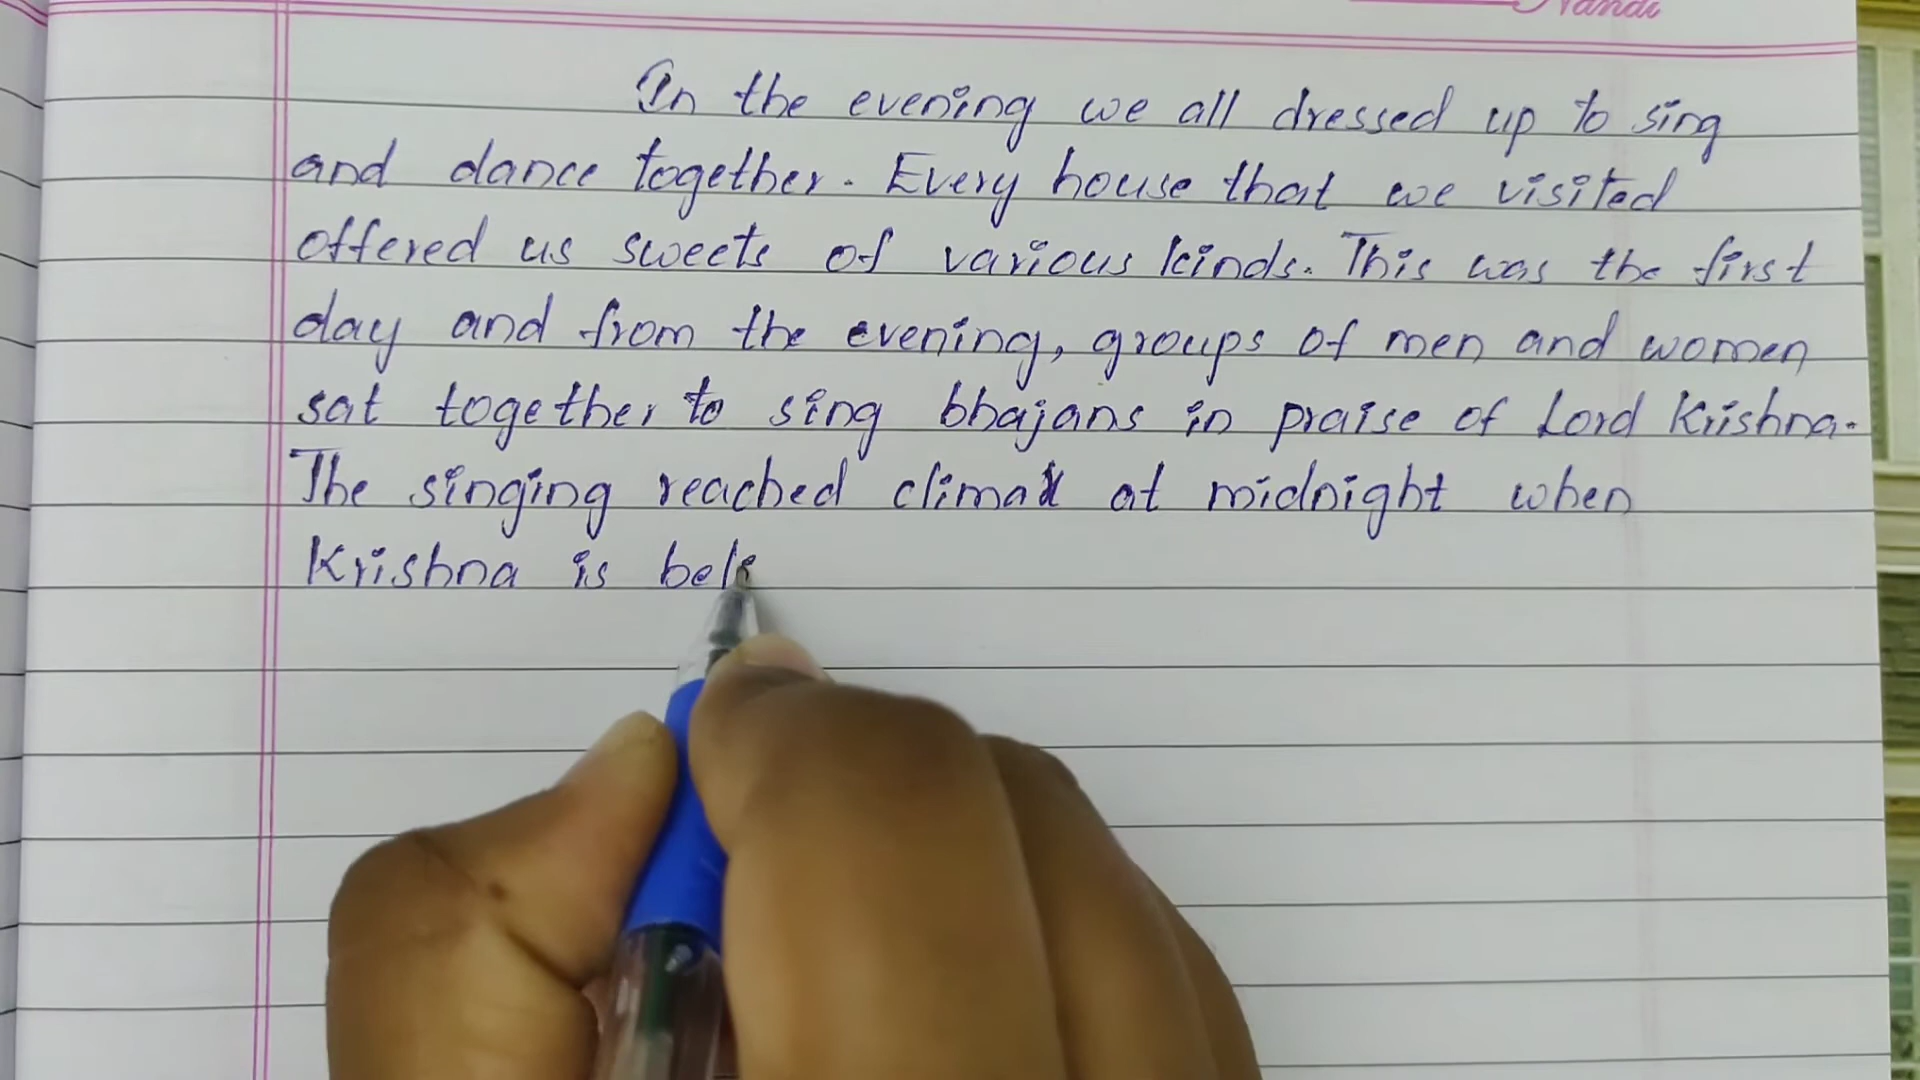 Nandi
In the evening we all dressed up to sing
and dance together. Every house that we visited
offered us sweets of various kinds. This was the first
day and from the evening, groups of men and women
sat together to sing bhajans in praise of Lord Krishna.
The singing reached climax at midnight when
Krishna is bele